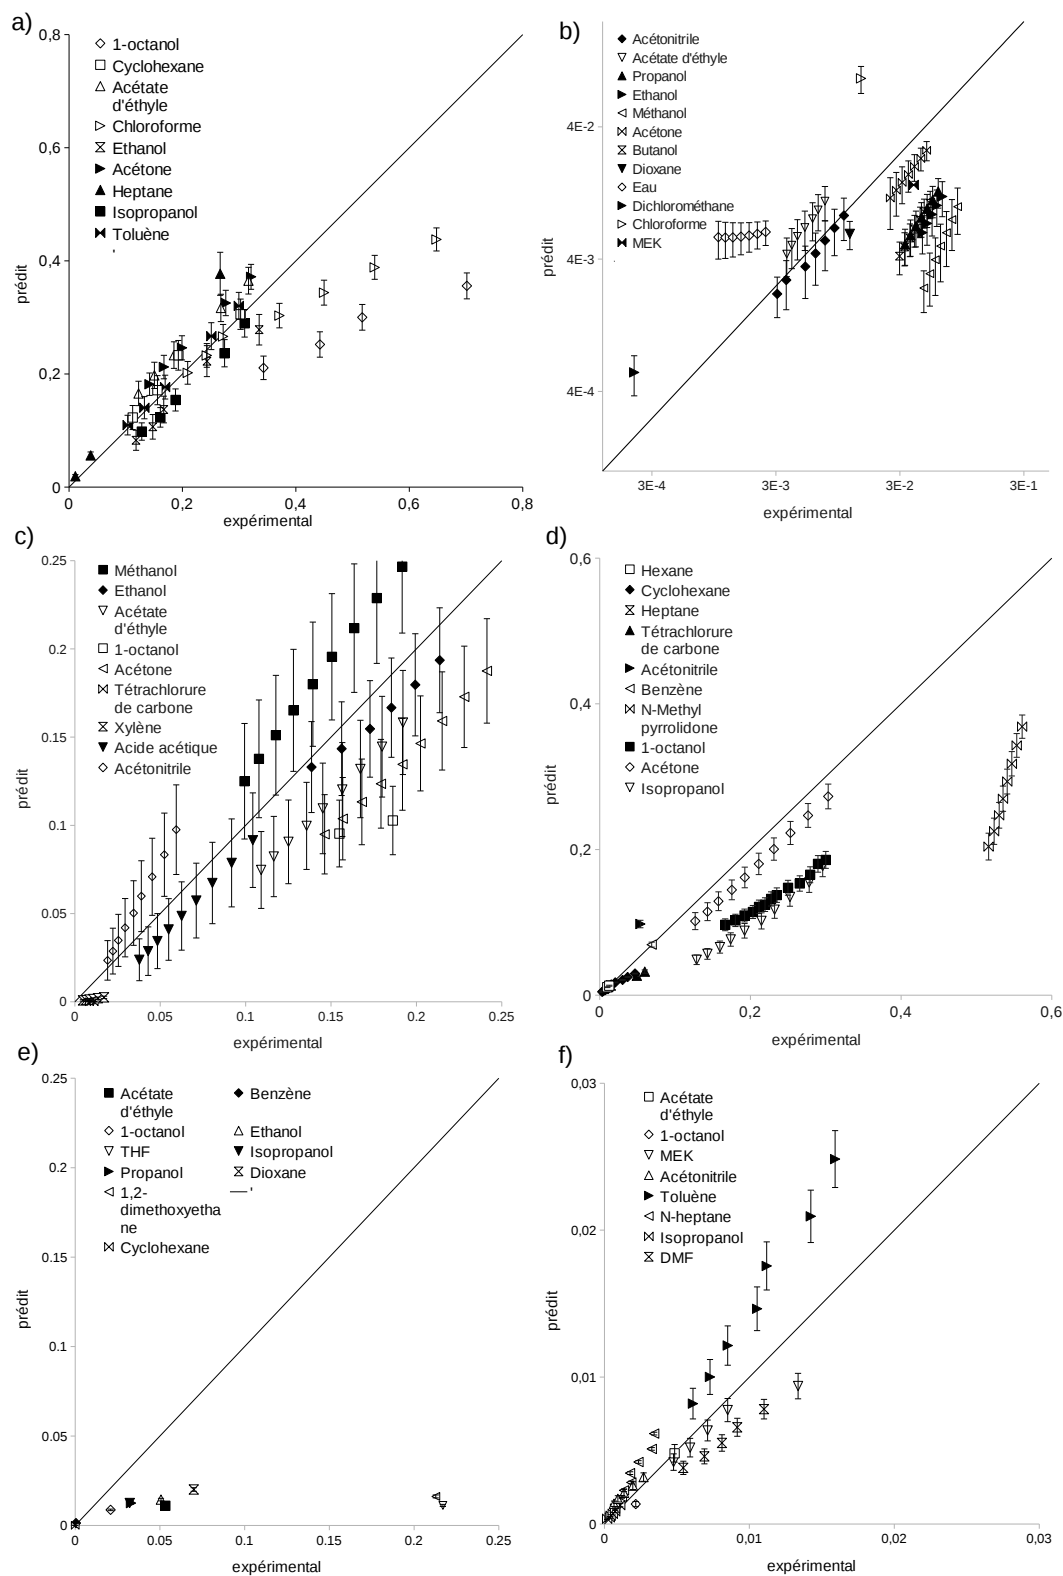 a)
0,8
0,6
0,4
0,2
0
0
0,2
0,4
0,6
0,8
prédit
expérimental
1-octanol
Cyclohexane
Acétate
d'éthyle
Chloroforme
Ethanol
Acétone
Heptane
Isopropanol
Toluène
'
b)
4E-2
4E-3
4E-4
3E-4
3E-3
3E-2
3E-1
prédit
expérimental
Acétonitrile
Acétate d'éthyle
Propanol
Ethanol
Méthanol
Acétone
Butanol
Dioxane
Eau
Dichlorométhane
Chloroforme
MEK
c)
0.25
0.2
0.15
0.1
0.05
0
0
0.05
0.1
0.15
0.2
0.25
prédit
expérimental
Méthanol
Ethanol
Acétate
d'éthyle
1-octanol
Acétone
Tétrachlorure
de carbone
Xylène
Acide acétique
Acétonitrile
d)
0,6
0,4
0,2
0
0
0,2
0,4
0,6
prédit
expérimental
Hexane
Cyclohexane
Heptane
Tétrachlorure
de carbone
Acétonitrile
Benzène
N-Methyl
pyrrolidone
1-octanol
Acétone
Isopropanol
e)
0.25
0.2
0.15
0.1
0.05
0
0
0.05
0.1
0.15
0.2
0.25
prédit
expérimental
Acétate
d'éthyle
1-octanol
THF
Propanol
1,2-
dimethoxyetha
ne
Cyclohexane
Benzène
Ethanol
Isopropanol
Dioxane
'
f)
0,03
0,02
0,01
0
0
0,01
0,02
0,03
prédit
expérimental
Acétate
d'éthyle
1-octanol
MEK
Acétonitrile
Toluène
N-heptane
Isopropanol
DMF